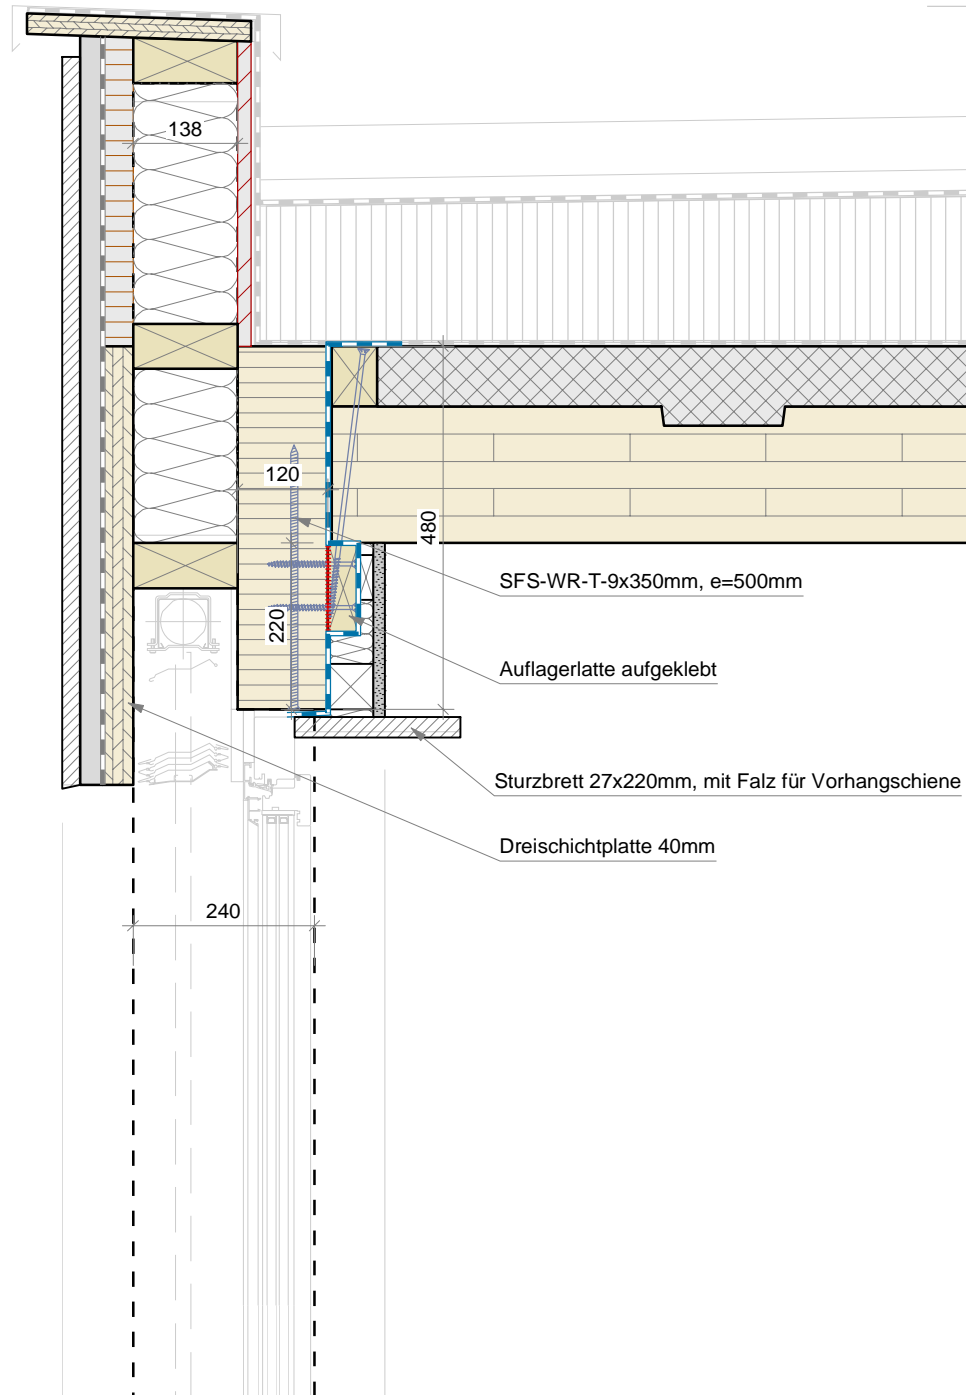 138
120
480
SFS-WR-T-9x350mm, e=500mm
220
Auflagerlatte aufgeklebt
Sturzbrett 27x220mm, mit Falz für Vorhangschiene
Dreischichtplatte 40mm
240